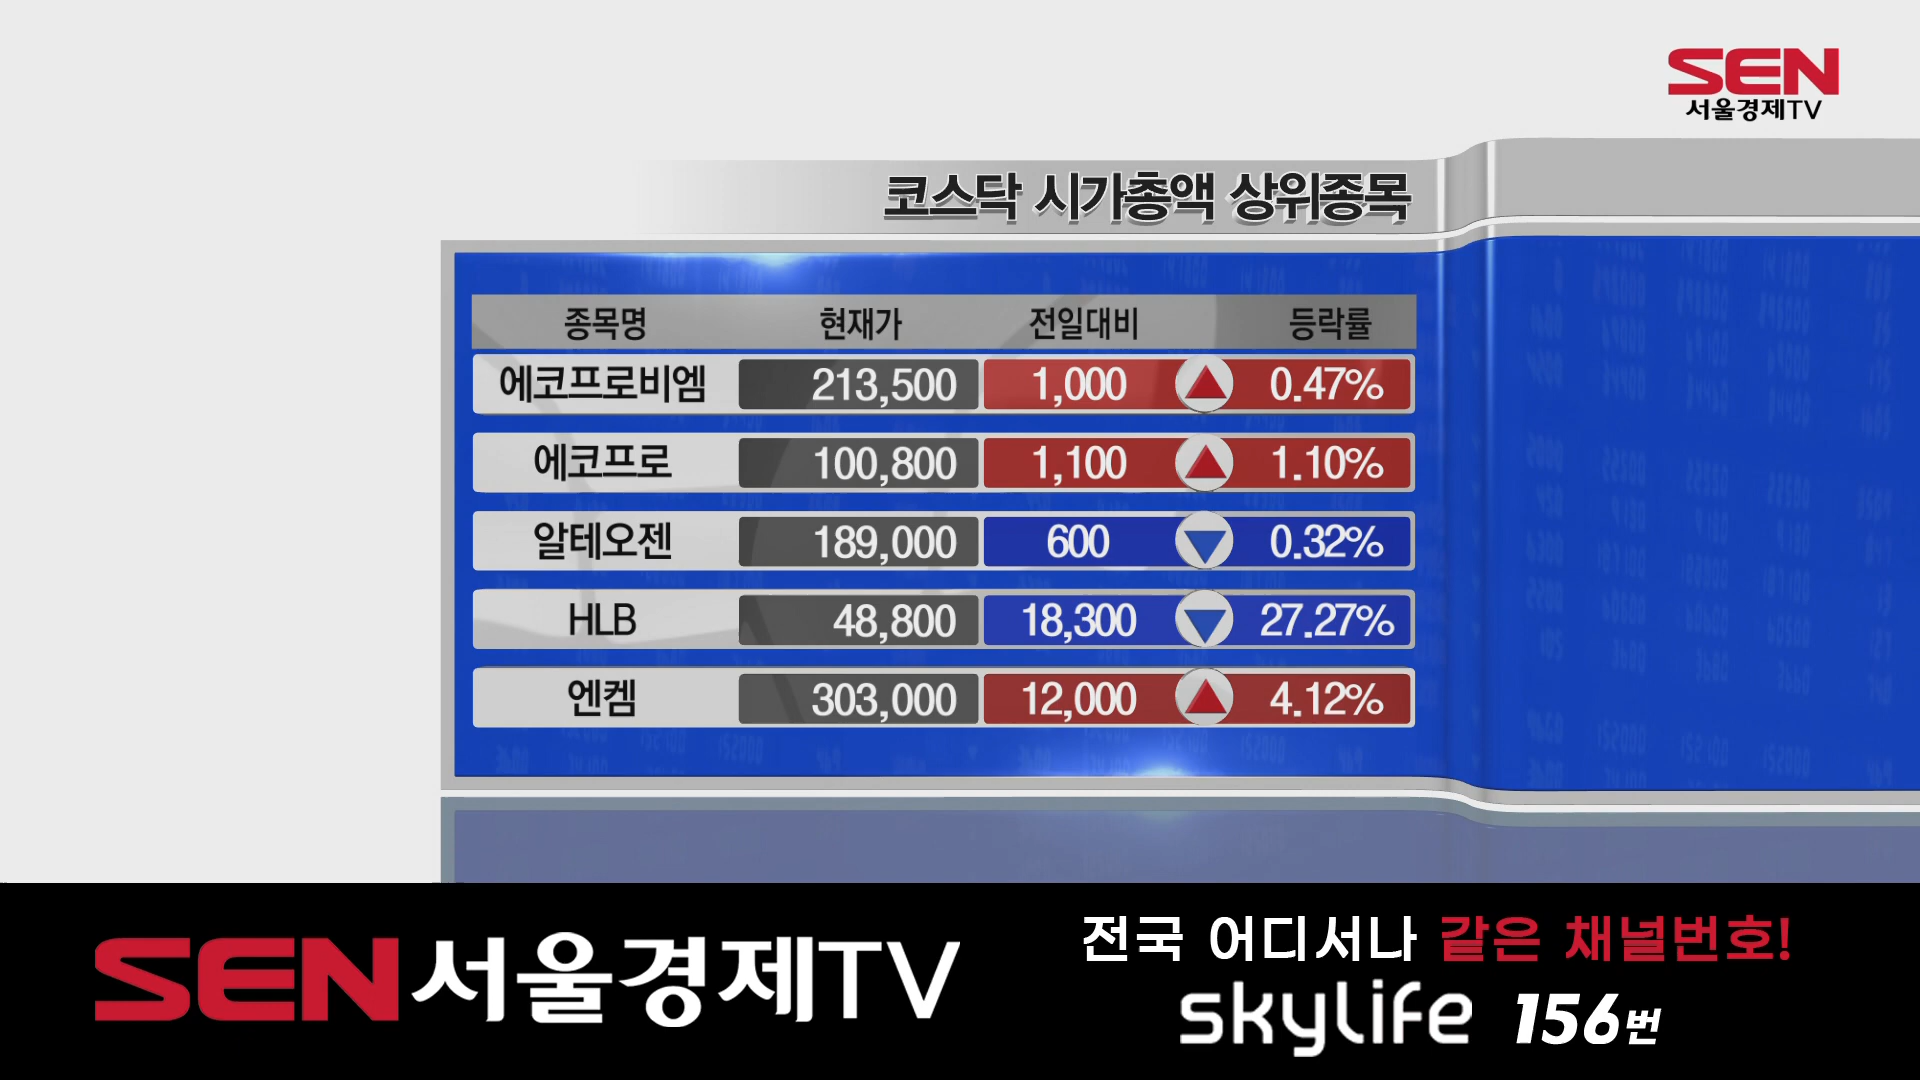 SEN
서울경제TV
코스닥 시가총액 상위종목
종목명 현재가 전일대비 등락률
에코프로비엠 213,500 1,000 ▲ 0.47%
에코프로 100,800 1,100 ▲ 1.10%
알테오젠 189,000 600 ▼ 0.32%
HLB 48,800 18,300 ▼ 27.27%
엔켐 303,000 12,000 ▲ 4.12%
SEN 서울경제TV
전국 어디서나 같은 채널번호!
skylife 156번